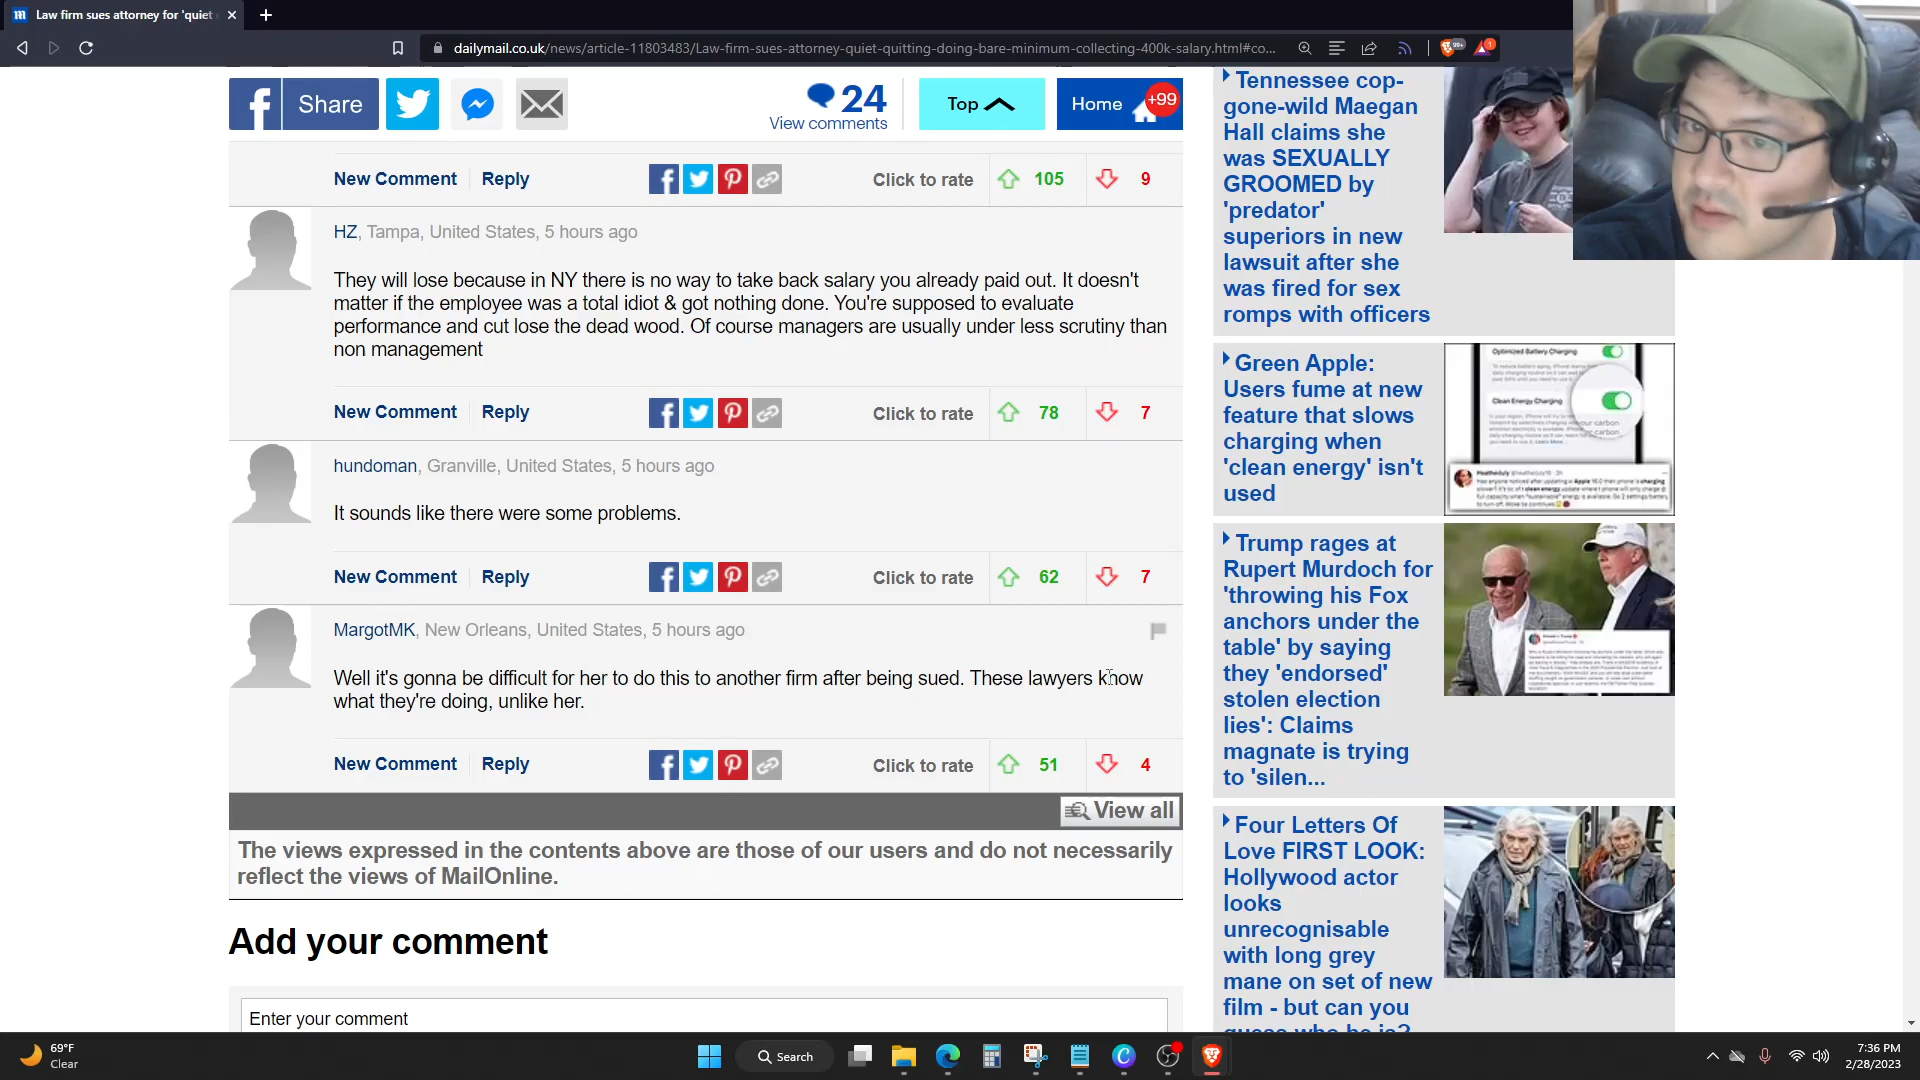 Law firm sues attorney for 'quiet
dailymail.co.uk/news/article-11803483/Law-firm-sues-attorney-quiet-quitting-doing-bare-minimum-collecting-400k-salary.html#co...
99+
1
Share
24
View comments
Top
Home
+99
New Comment
Reply
Click to rate
105
9
HZ, Tampa, United States, 5 hours ago
They will lose because in NY there is no way to take back salary you already paid out. It doesn't
matter if the employee was a total idiot & got nothing done. You're supposed to evaluate
performance and cut lose the dead wood. Of course managers are usually under less scrutiny than
non management
New Comment
Reply
Click to rate
78
7
hundoman, Granville, United States, 5 hours ago
It sounds like there were some problems.
New Comment
Reply
Click to rate
62
7
MargotMK, New Orleans, United States, 5 hours ago
Well it's gonna be difficult for her to do this to another firm after being sued. These lawyers know
what they're doing, unlike her.
New Comment
Reply
Click to rate
51
4
View all
The views expressed in the contents above are those of our users and do not necessarily
reflect the views of MailOnline.
Add your comment
Enter your comment
Tennessee cop-
gone-wild Maegan
Hall claims she
was SEXUALLY
GROOMED by
'predator'
superiors in new
lawsuit after she
was fired for sex
romps with officers
Green Apple:
Users fume at new
feature that slows
charging when
'clean energy' isn't
used
Optimized Battery Charging
Clean Energy Charging
Trump rages at
Rupert Murdoch for
'throwing his Fox
anchors under the
table' by saying
they 'endorsed'
stolen election
lies': Claims
magnate is trying
to 'silen...
Four Letters Of
Love FIRST LOOK:
Hollywood actor
looks
unrecognisable
with long grey
mane on set of new
film - but can you
guess who he is?
69°F
Clear
Search
7:36 PM
2/28/2023